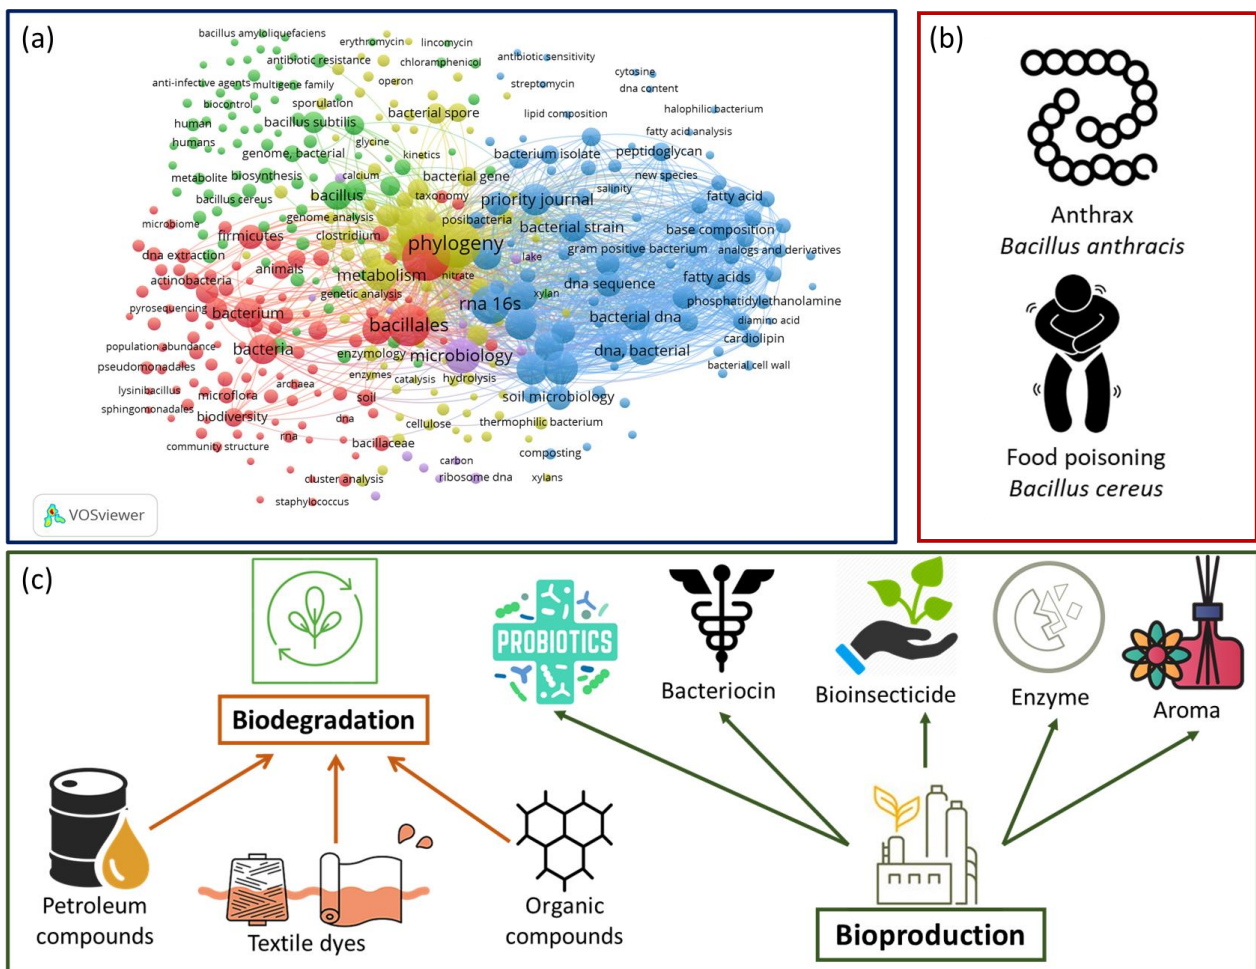 (a)
bacillus amyloliquefaciens
erythromycin
lincomycin
antibiotic resistance
chloramphenicol
antibiotic sensitivity
cytosine
anti-infective agents
multigene family
operon
streptomycin
dna content
biocontrol
sporulation
bacterial spore
lipid composition
halophilic bacterium
human
bacillus subtilis
fatty acid analysis
humans
genome, bacterial
glycine
kinetics
bacterium isolate
peptidoglycan
metabolite
biosynthesis
calcium
bacterial gene
new species
bacillus cereus
bacillus
taxonomy
priority journal
salinity
fatty acid
microbiome
genome analysis
posibacteria
firmicutes
clostridium
bacterial strain
base composition
dna extraction
phylogeny
gram positive bacterium
analogs and derivatives
animals
lake
actinobacteria
metabolism
nitrate
dna sequence
fatty acids
genetic analysis
xylan
pyrosequencing
bacterium
rna 16s
phosphatidylethanolamine
bacillales
bacterial dna
diamino acid
population abundance
bacteria
enzymology
microbiology
dna, bacterial
cardiolipin
pseudomonadales
enzymes
catalysis
hydrolysis
bacterial cell wall
lysinibacillus
microflora
archaea
soil
soil microbiology
sphingomonadales
biodiversity
dna
cellulose
thermophilic bacterium
community structure
rna
bacillaceae
carbon
composting
cluster analysis
ribosome dna
xylans
staphylococcus
VOSviewer
(b)
Anthrax
Bacillus anthracis
Food poisoning
Bacillus cereus
(c)
PROBIOTICS
Bacteriocin
Bioinsecticide
Enzyme
Aroma
Biodegradation
Petroleum
compounds
Textile dyes
Organic
compounds
Bioproduction